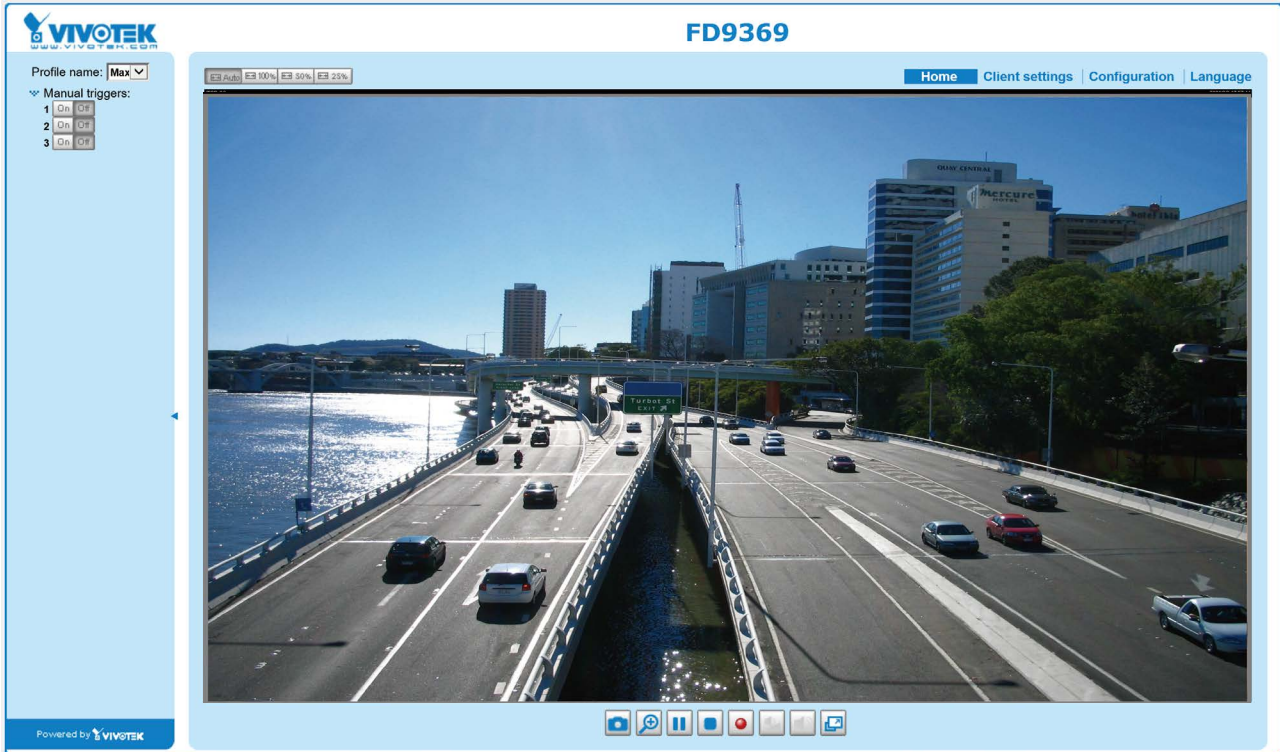 VIVOTEK
www.vivotek.com
FD9369
Profile name: Max
Manual triggers:
1 On Off
2 On Off
3 On Off
Auto 100% 50% 25%
Home Client settings Configuration Language
QUAY CENTRAL
Mercure
HOTEL
Turbot St
EXIT
Powered by VIVOTEK